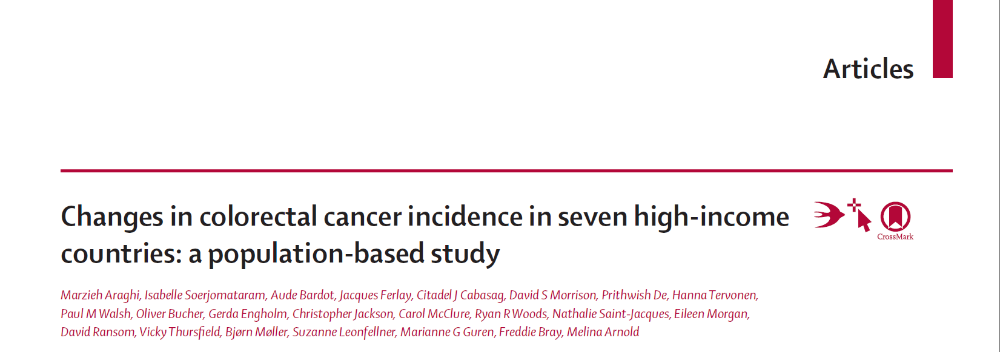 Articles
Changes in colorectal cancer incidence in seven high-income
countries: a population-based study
CrossMark
Marzieh Araghi, Isabelle Soerjomataram, Aude Bardot, Jacques Ferlay, Citadel J Cabasag, David S Morrison, Prithwish De, Hanna Tervonen,
Paul M Walsh, Oliver Bucher, Gerda Engholm, Christopher Jackson, Carol McClure, Ryan R Woods, Nathalie Saint-Jacques, Eileen Morgan,
David Ransom, Vicky Thursfield, Bjørn Møller, Suzanne Leonfellner, Marianne G Guren, Freddie Bray, Melina Arnold